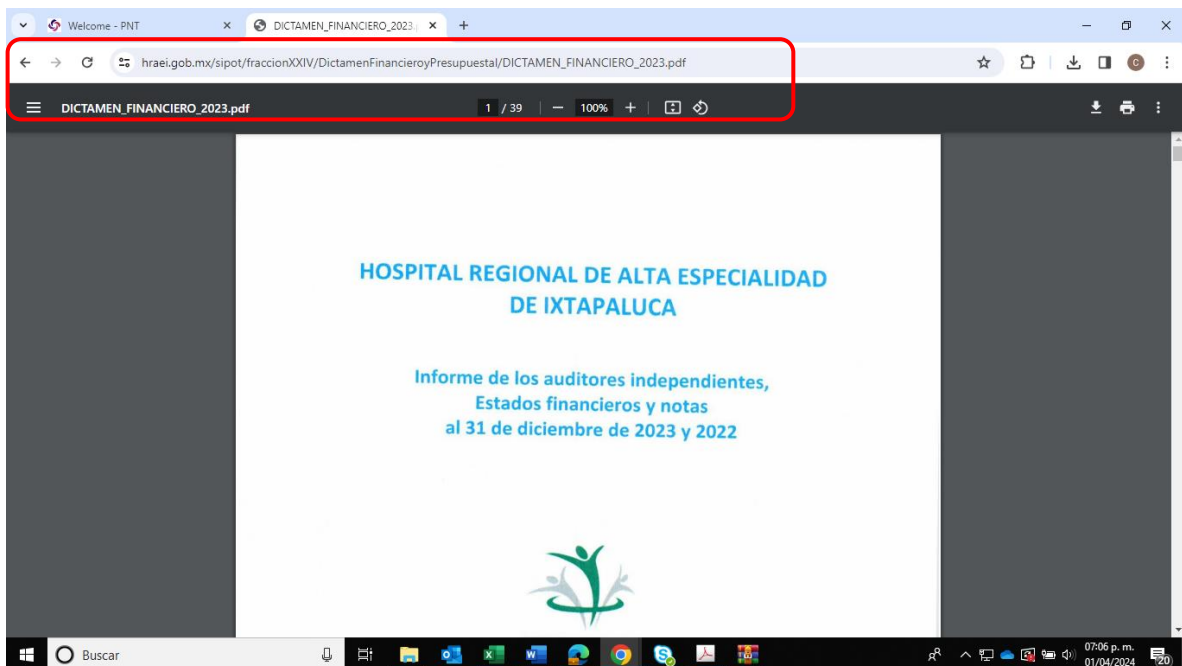 Welcome - PNT
DICTAMEN_FINANCIERO_2023.
hraei.gob.mx/sipot/fraccionXXIV/DictamenFinancieroyPresupuestal/DICTAMEN_FINANCIERO_2023.pdf
C
DICTAMEN_FINANCIERO_2023.pdf
1 / 39
100%
HOSPITAL REGIONAL DE ALTA ESPECIALIDAD
DE IXTAPALUCA
Informe de los auditores independientes,
Estados financieros y notas
al 31 de diciembre de 2023 y 2022
Buscar
07:06 p. m.
01/04/2024
20